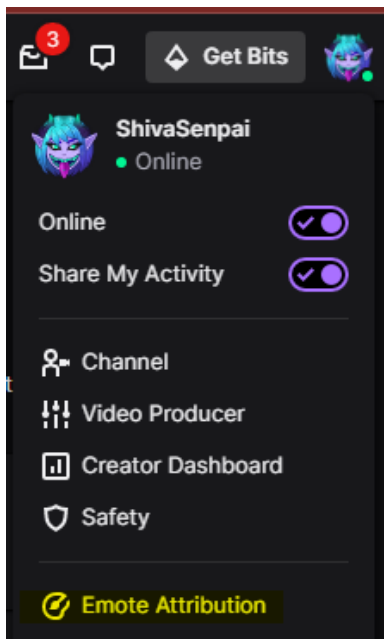 3
Get Bits
ShivaSenpai
Online
Online
Share My Activity
Channel
Video Producer
Creator Dashboard
Safety
Emote Attribution